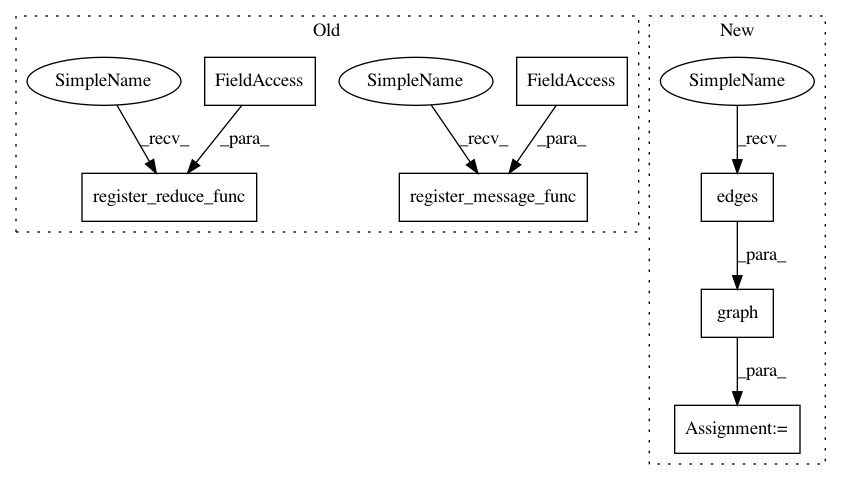 Old
New
SimpleName
FieldAccess
SimpleName
FieldAccess
SimpleName
_recv_
_para_
_recv_
_para_
_recv_
register_reduce_func
register_message_func
edges
_para_
graph
_para_
Assignment:=